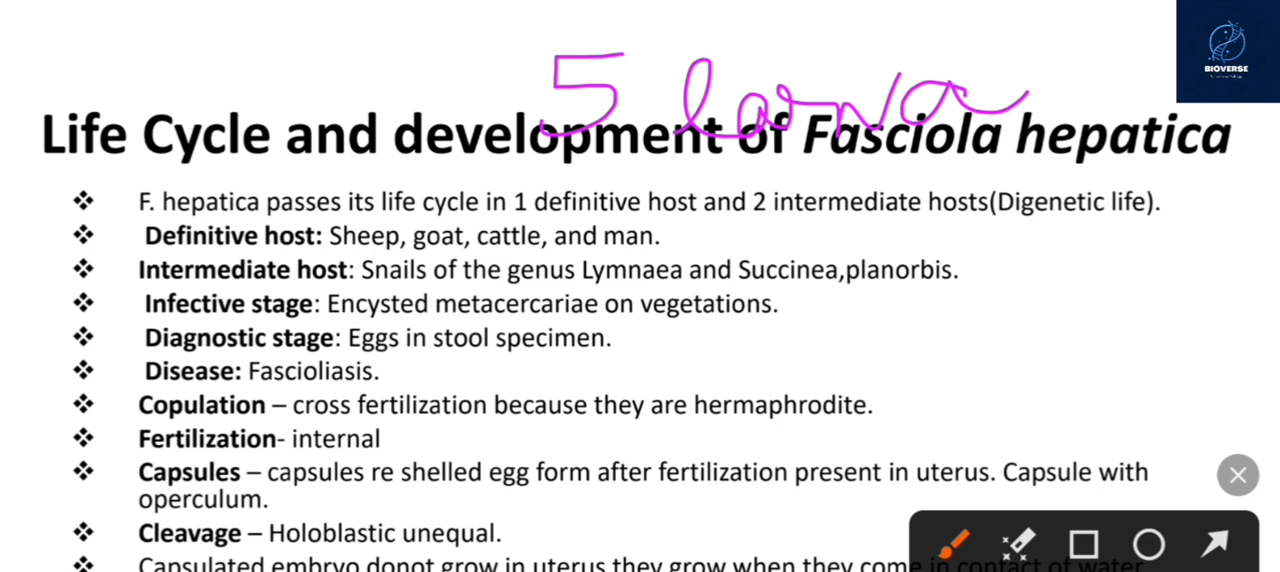 BIOVERSE
5 larva
Life Cycle and development of Fasciola hepatica
❖ F. hepatica passes its life cycle in 1 definitive host and 2 intermediate hosts(Digenetic life).
❖ Definitive host: Sheep, goat, cattle, and man.
❖ Intermediate host: Snails of the genus Lymnaea and Succinea,planorbis.
❖ Infective stage: Encysted metacercariae on vegetations.
❖ Diagnostic stage: Eggs in stool specimen.
❖ Disease: Fascioliasis.
❖ Copulation – cross fertilization because they are hermaphrodite.
❖ Fertilization- internal
❖ Capsules – capsules re shelled egg form after fertilization present in uterus. Capsule with
operculum.
❖ Cleavage – Holoblastic unequal.
❖ Capsulated embryo donot grow in uterus they grow when they come in contact of water